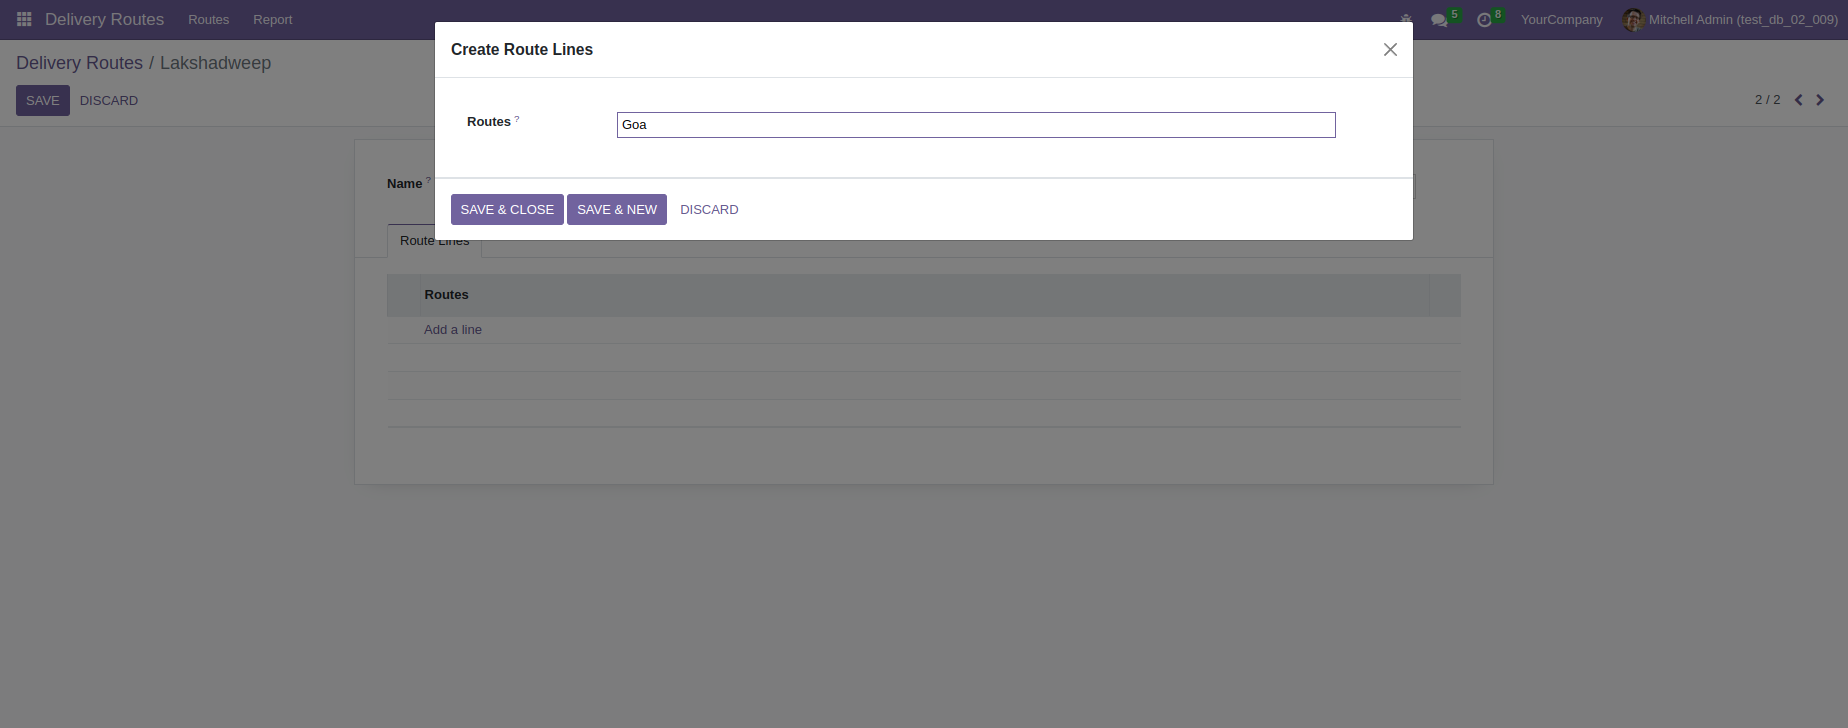 Delivery Routes Routes Report
5 8 YourCompany Mitchell Admin (test_db_02_009)
Create Route Lines
Delivery Routes / Lakshadweep
SAVE DISCARD
2 / 2
Routes ?
Goa
Name ?
SAVE & CLOSE SAVE & NEW DISCARD
Route Lines
Routes
Add a line